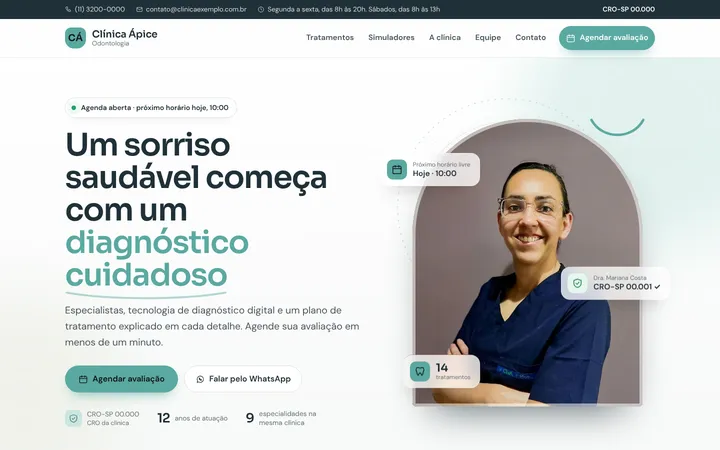 (11) 3200-0000
contato@clinicaexemplo.com.br
Segunda a sexta, das 8h às 20h. Sábados, das 8h às 13h
CRO-SP 00.000
CÁ
Clínica Ápice
Odontologia
Tratamentos
Simuladores
A clínica
Equipe
Contato
Agendar avaliação
Agenda aberta · próximo horário hoje, 10:00
Um sorriso
saudável começa
com um
diagnóstico
cuidadoso
Especialistas, tecnologia de diagnóstico digital e um plano de
tratamento explicado em cada detalhe. Agende sua avaliação em
menos de um minuto.
Agendar avaliação
Falar pelo WhatsApp
CRO-SP 00.000
CRO da clínica
12 anos de atuação
9 especialidades na
mesma clínica
Próximo horário livre
Hoje · 10:00
Dra. Mariana Costa
CRO-SP 00.001 ✓
14
tratamentos